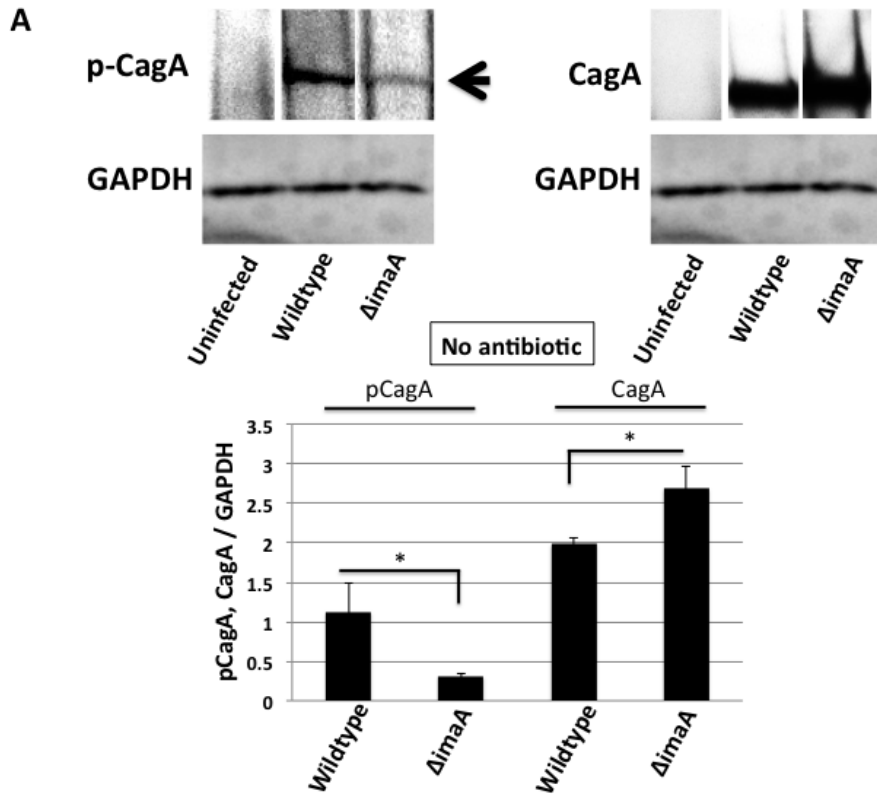 A
p-CagA
GAPDH
Uninfected
Wildtype
ΔimaA
CagA
GAPDH
Uninfected
Wildtype
ΔimaA
No antibiotic
pCagA
CagA
pCagA, CagA / GAPDH
3.5
3
2.5
2
1.5
1
0.5
0
*
*
Wildtype
ΔimaA
Wildtype
ΔimaA